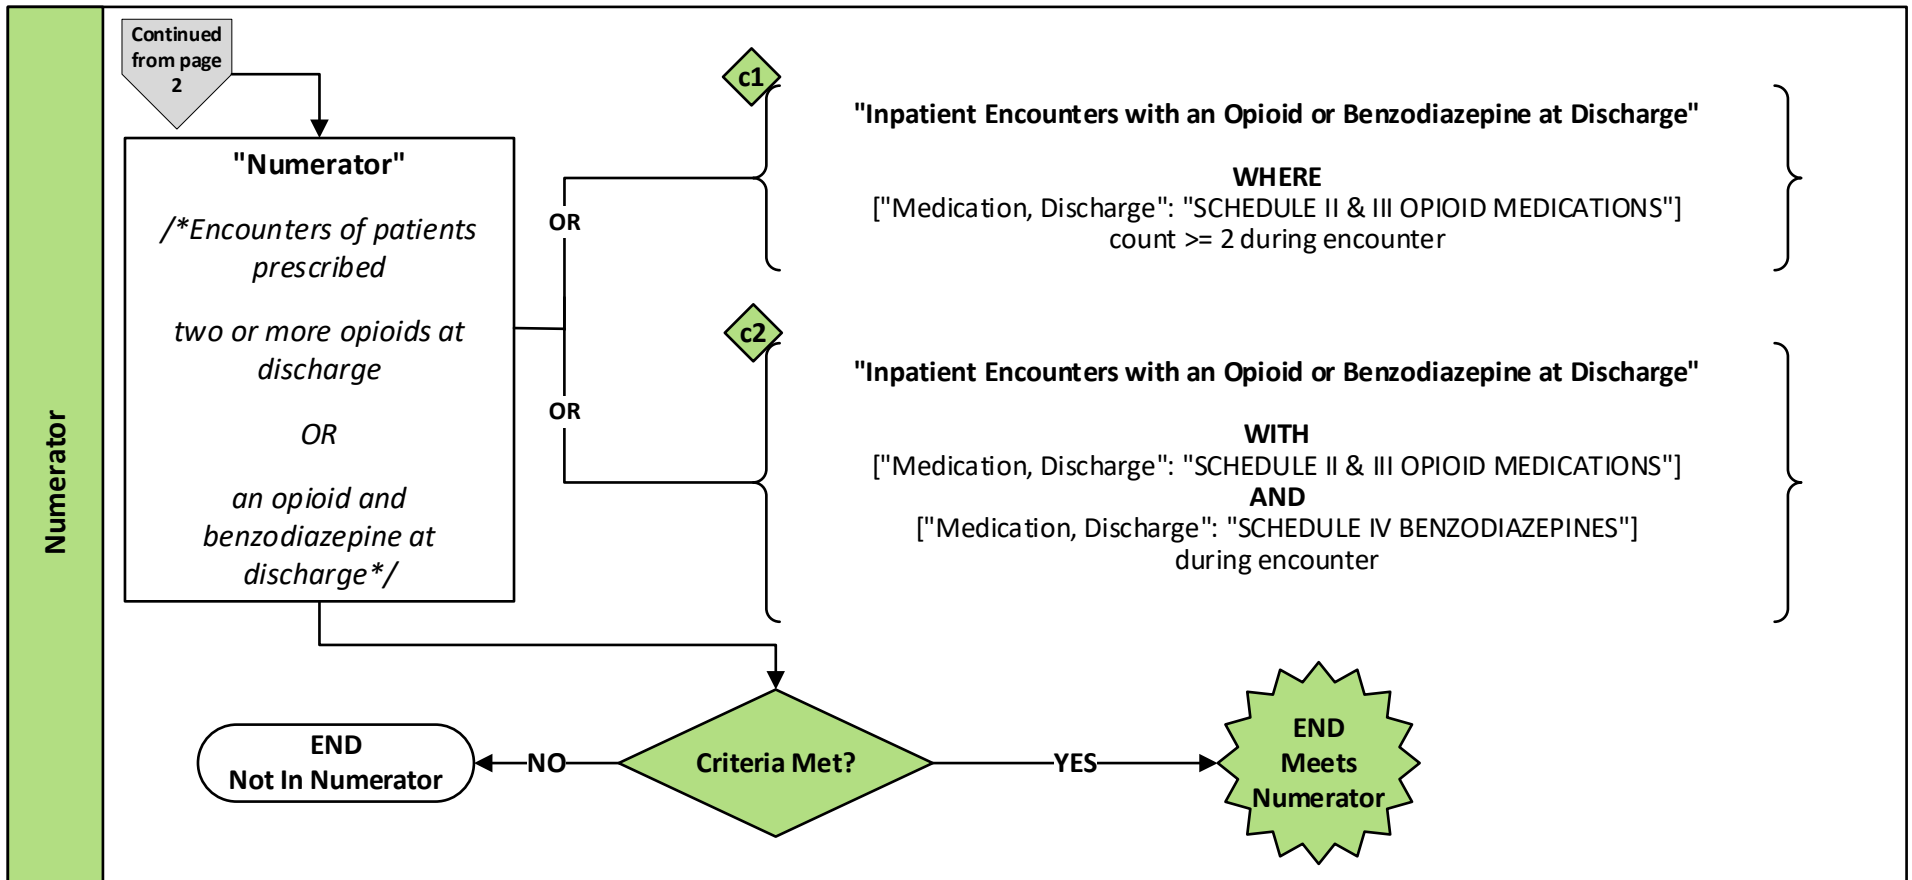 Numerator
Continued
from page
2
"Numerator"
/*Encounters of patients
prescribed
two or more opioids at
discharge
OR
an opioid and
benzodiazepine at
discharge*/
OR
OR
c1
"Inpatient Encounters with an Opioid or Benzodiazepine at Discharge"
WHERE
["Medication, Discharge": "SCHEDULE II & III OPIOID MEDICATIONS"]
count >= 2 during encounter
c2
"Inpatient Encounters with an Opioid or Benzodiazepine at Discharge"
WITH
["Medication, Discharge": "SCHEDULE II & III OPIOID MEDICATIONS"]
AND
["Medication, Discharge": "SCHEDULE IV BENZODIAZEPINES"]
during encounter
Criteria Met?
NO
END
Not In Numerator
YES
END
Meets
Numerator